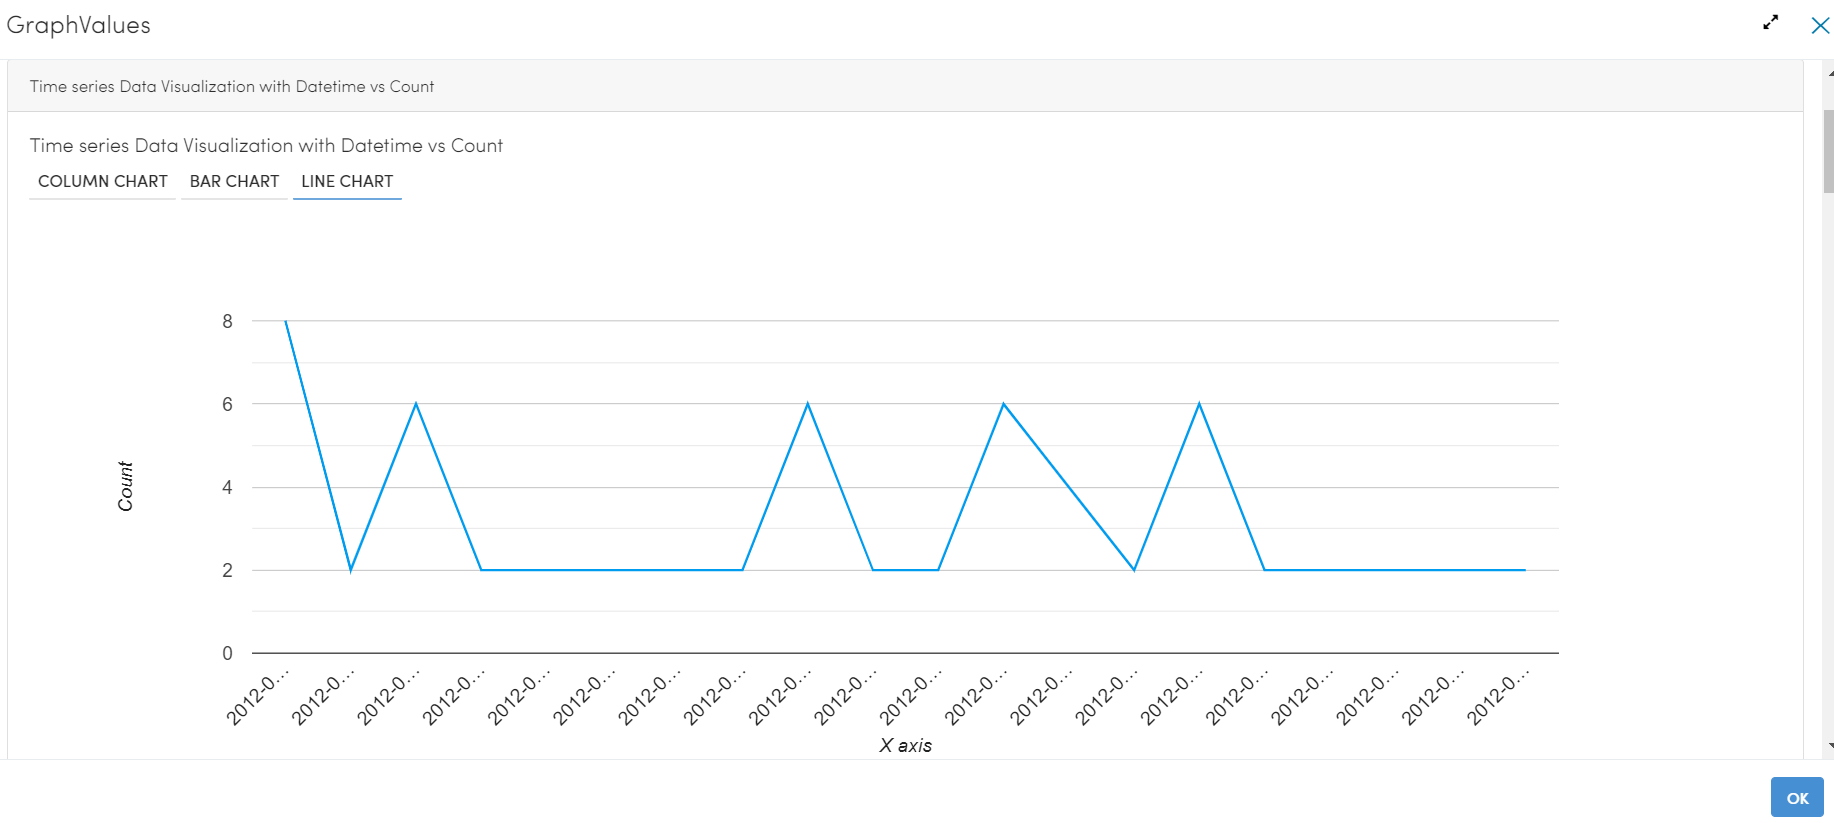 GraphValues
Time series Data Visualization with Datetime vs Count
Time series Data Visualization with Datetime vs Count
COLUMN CHART BAR CHART LINE CHART
8
6
4
2
0
Count
2012-0... 2012-0... 2012-0... 2012-0... 2012-0... 2012-0... 2012-0... 2012-0... 2012-0... 2012-0... 2012-0... 2012-0... 2012-0... 2012-0... 2012-0... 2012-0... 2012-0... 2012-0... 2012-0... 2012-0...
X axis
OK